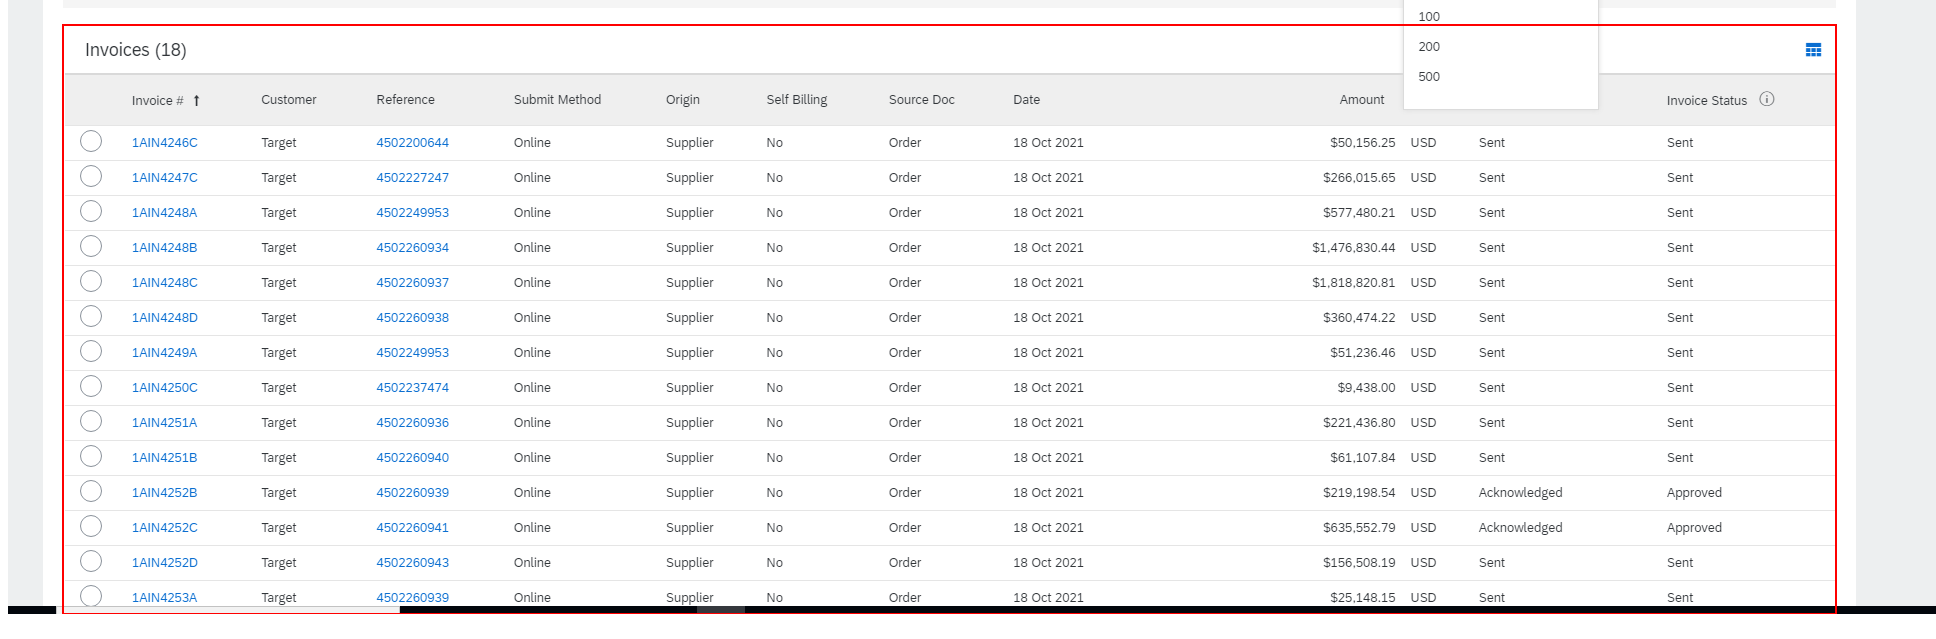 100
Invoices (18)
200
500
Invoice # ↑ Customer Reference Submit Method Origin Self Billing Source Doc Date Amount Invoice Status
1AIN4246C Target 4502200644 Online Supplier No Order 18 Oct 2021 $50,156.25 USD Sent Sent
1AIN4247C Target 4502227247 Online Supplier No Order 18 Oct 2021 $266,015.65 USD Sent Sent
1AIN4248A Target 4502249953 Online Supplier No Order 18 Oct 2021 $577,480.21 USD Sent Sent
1AIN4248B Target 4502260934 Online Supplier No Order 18 Oct 2021 $1,476,830.44 USD Sent Sent
1AIN4248C Target 4502260937 Online Supplier No Order 18 Oct 2021 $1,818,820.81 USD Sent Sent
1AIN4248D Target 4502260938 Online Supplier No Order 18 Oct 2021 $360,474.22 USD Sent Sent
1AIN4249A Target 4502249953 Online Supplier No Order 18 Oct 2021 $51,236.46 USD Sent Sent
1AIN4250C Target 4502237474 Online Supplier No Order 18 Oct 2021 $9,438.00 USD Sent Sent
1AIN4251A Target 4502260936 Online Supplier No Order 18 Oct 2021 $221,436.80 USD Sent Sent
1AIN4251B Target 4502260940 Online Supplier No Order 18 Oct 2021 $61,107.84 USD Sent Sent
1AIN4252B Target 4502260939 Online Supplier No Order 18 Oct 2021 $219,198.54 USD Acknowledged Approved
1AIN4252C Target 4502260941 Online Supplier No Order 18 Oct 2021 $635,552.79 USD Acknowledged Approved
1AIN4252D Target 4502260943 Online Supplier No Order 18 Oct 2021 $156,508.19 USD Sent Sent
1AIN4253A Target 4502260939 Online Supplier No Order 18 Oct 2021 $25,148.15 USD Sent Sent